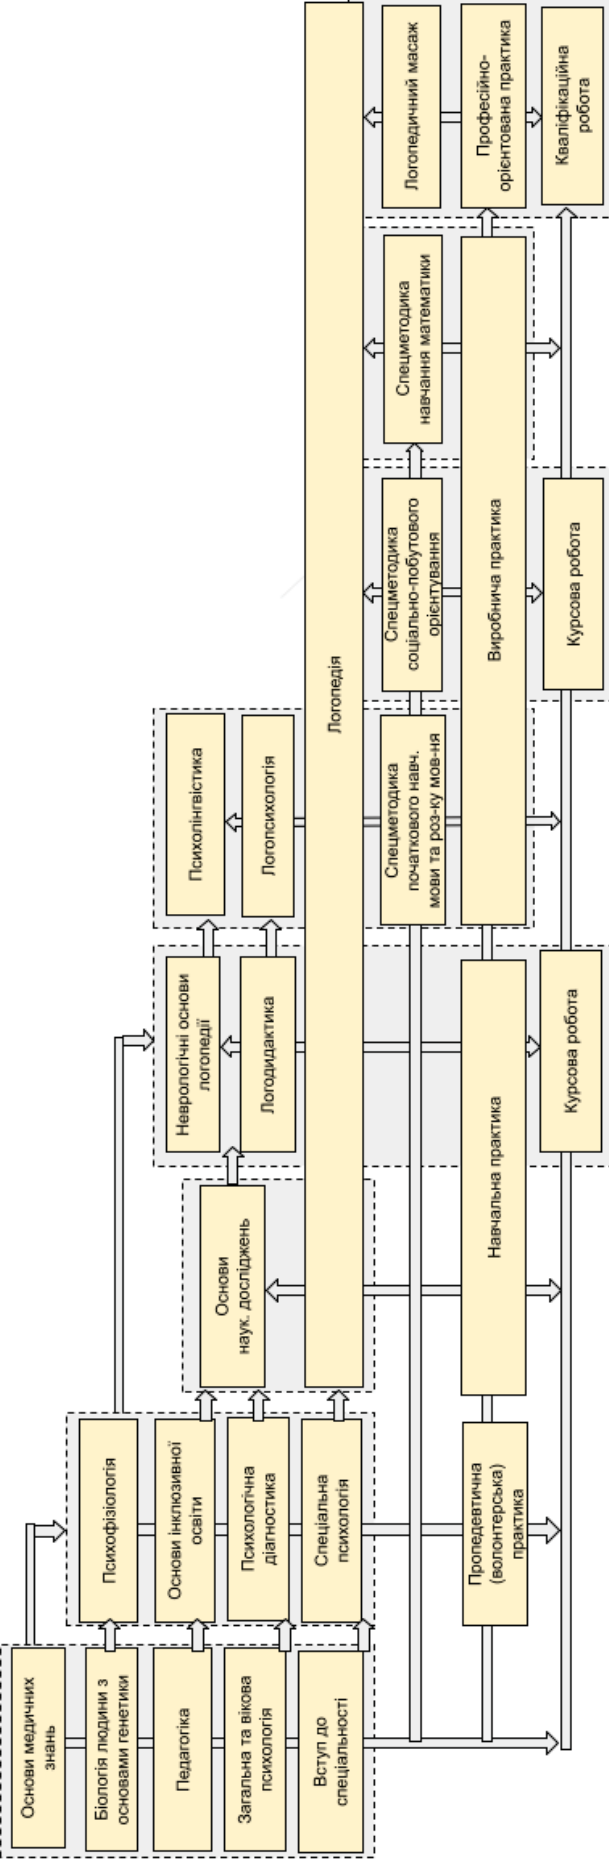 Основи медичних
знань
Біологія людини з
основами генетики
Педагогіка
Загальна та вікова
психологія
Вступ до
спеціальності
Психофізіологія
Основи інклюзивної
освіти
Психологічна
діагностика
Спеціальна
психологія
Пропедевтична
(волонтерська)
практика
Основи
наук. досліджень
Логопедія
Навчальна практика
Неврологічні основи
логопедії
Логодидактика
Курсова робота
Психолінгвістика
Логопсихологія
Спецметодика
початкового навч.
мови та роз-ку мов-ня
Виробнича практика
Спецметодика
соціально-побутового
орієнтування
Курсова робота
Спецметодика
навчання математики
Логопедичний масаж
Професійно-
орієнтована практика
Кваліфікаційна
робота